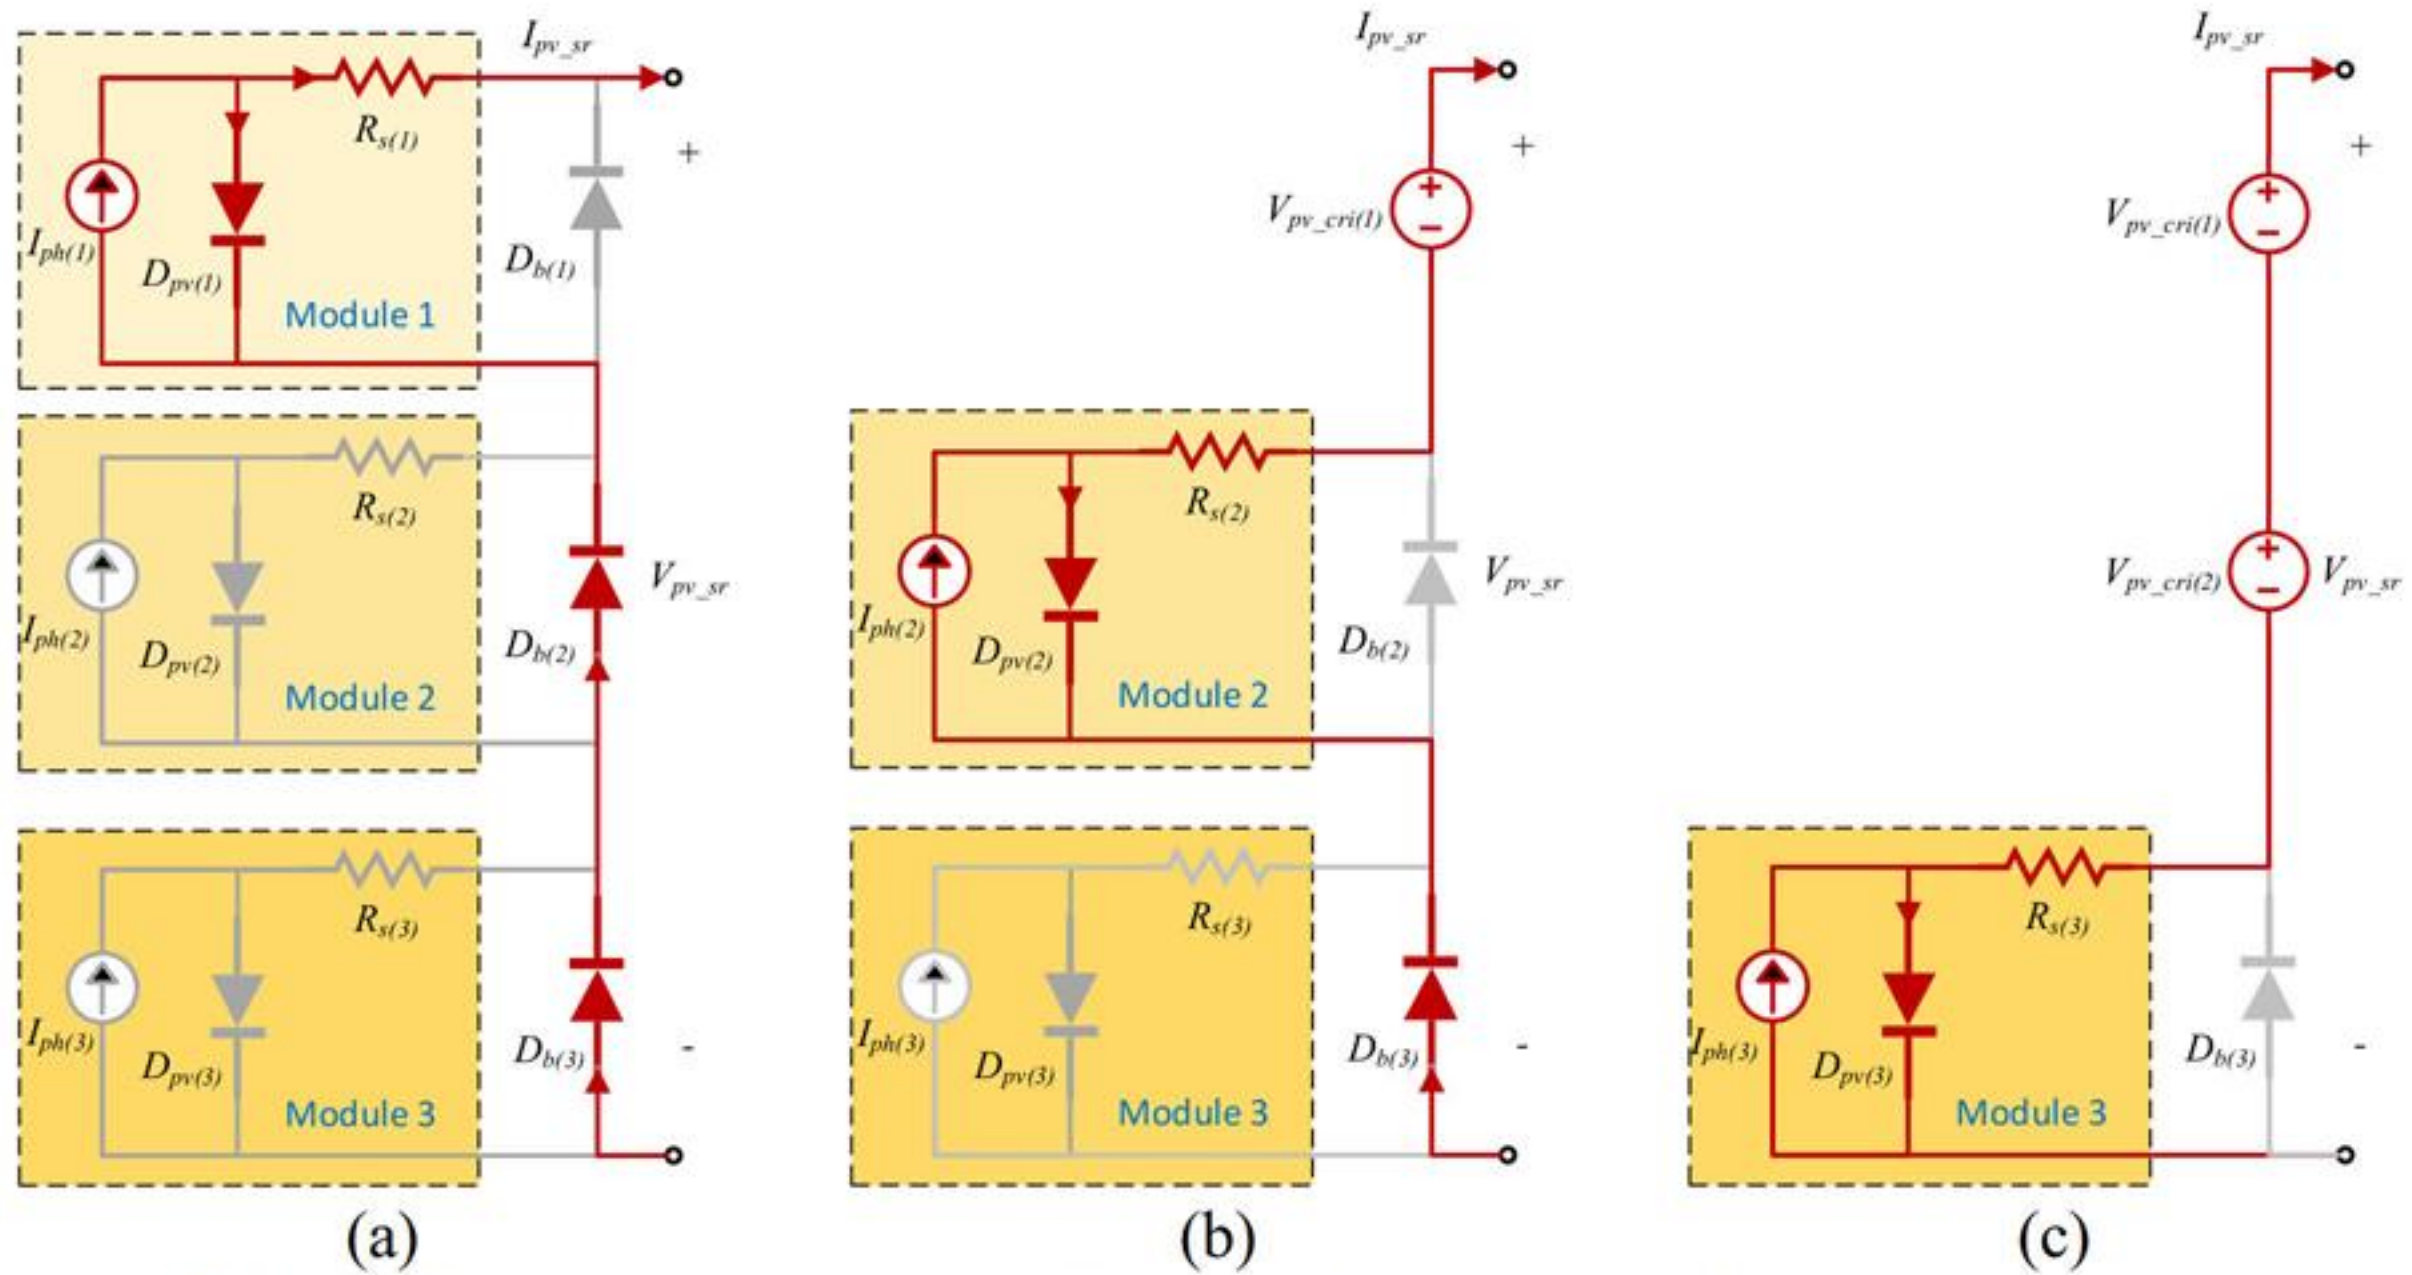 I_pv_sr
R_s(1)
+
I_ph(1)
D_pv(1)
D_b(1)
Module 1
R_s(2)
V_pv_sr
I_ph(2)
D_pv(2)
D_b(2)
Module 2
R_s(3)
I_ph(3)
D_pv(3)
D_b(3)
-
Module 3
(a)
I_pv_sr
+
V_pv_cri(1)
+
−
R_s(2)
V_pv_sr
I_ph(2)
D_pv(2)
D_b(2)
Module 2
R_s(3)
I_ph(3)
D_pv(3)
D_b(3)
-
Module 3
(b)
I_pv_sr
+
V_pv_cri(1)
+
−
V_pv_cri(2)
+
−
V_pv_sr
R_s(3)
I_ph(3)
D_pv(3)
D_b(3)
-
Module 3
(c)